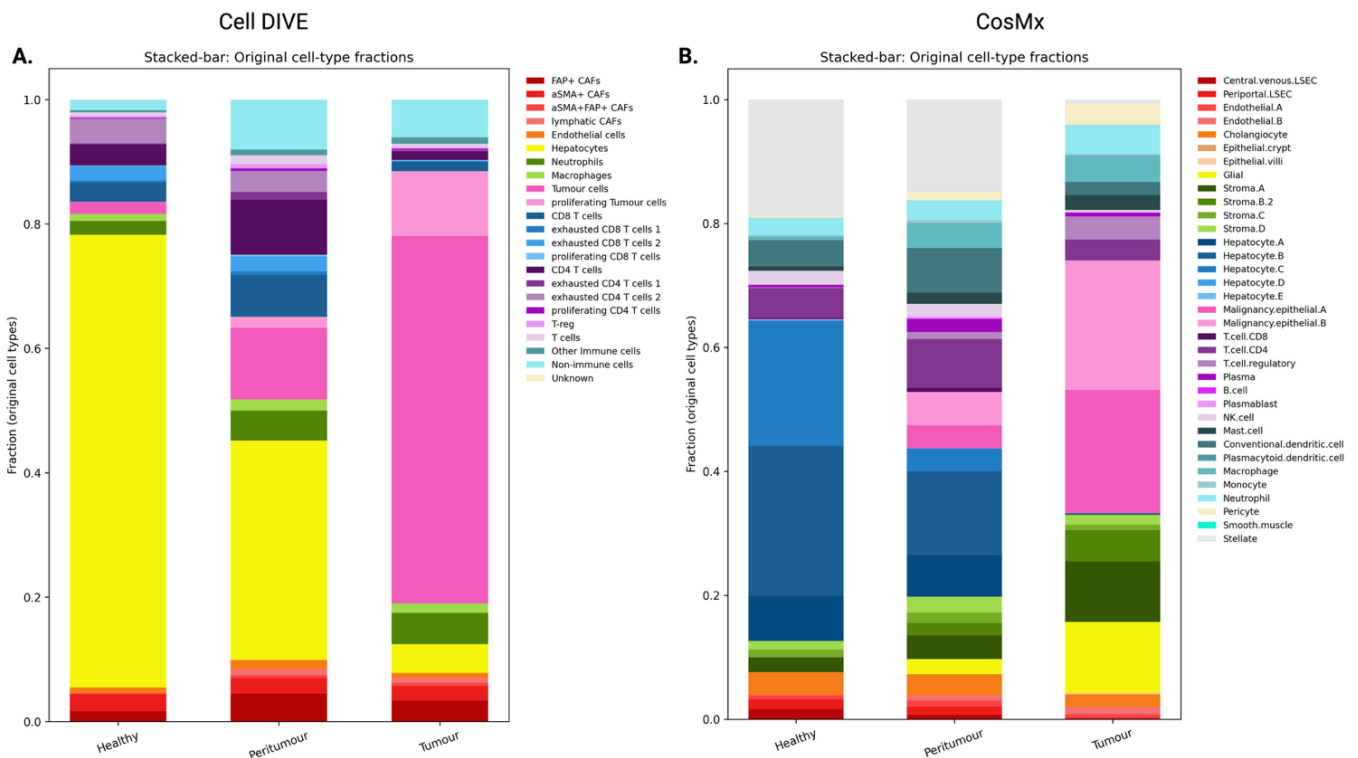 Cell DIVE
CosMx
A.
Stacked-bar: Original cell-type fractions
Fraction (original cell types)
1.0
0.8
0.6
0.4
0.2
0.0
Healthy
Peritumour
Tumour
FAP+ CAFs
aSMA+ CAFs
aSMA+FAP+ CAFs
lymphatic CAFs
Endothelial cells
Hepatocytes
Neutrophils
Macrophages
Tumour cells
proliferating Tumour cells
CD8 T cells
exhausted CD8 T cells 1
exhausted CD8 T cells 2
proliferating CD8 T cells
CD4 T cells
exhausted CD4 T cells 1
exhausted CD4 T cells 2
proliferating CD4 T cells
T-reg
T cells
Other Immune cells
Non-immune cells
Unknown
B.
Stacked-bar: Original cell-type fractions
Fraction (original cell types)
1.0
0.8
0.6
0.4
0.2
0.0
Healthy
Peritumour
Tumour
Central.venous.LSEC
Periportal.LSEC
Endothelial.A
Endothelial.B
Cholangiocyte
Epithelial.crypt
Epithelial.villi
Glial
Stroma.A
Stroma.B.2
Stroma.C
Stroma.D
Hepatocyte.A
Hepatocyte.B
Hepatocyte.C
Hepatocyte.D
Hepatocyte.E
Malignancy.epithelial.A
Malignancy.epithelial.B
T.cell.CD8
T.cell.CD4
T.cell.regulatory
Plasma
B.cell
Plasmablast
NK.cell
Mast.cell
Conventional.dendritic.cell
Plasmacytoid.dendritic.cell
Macrophage
Monocyte
Neutrophil
Pericyte
Smooth.muscle
Stellate